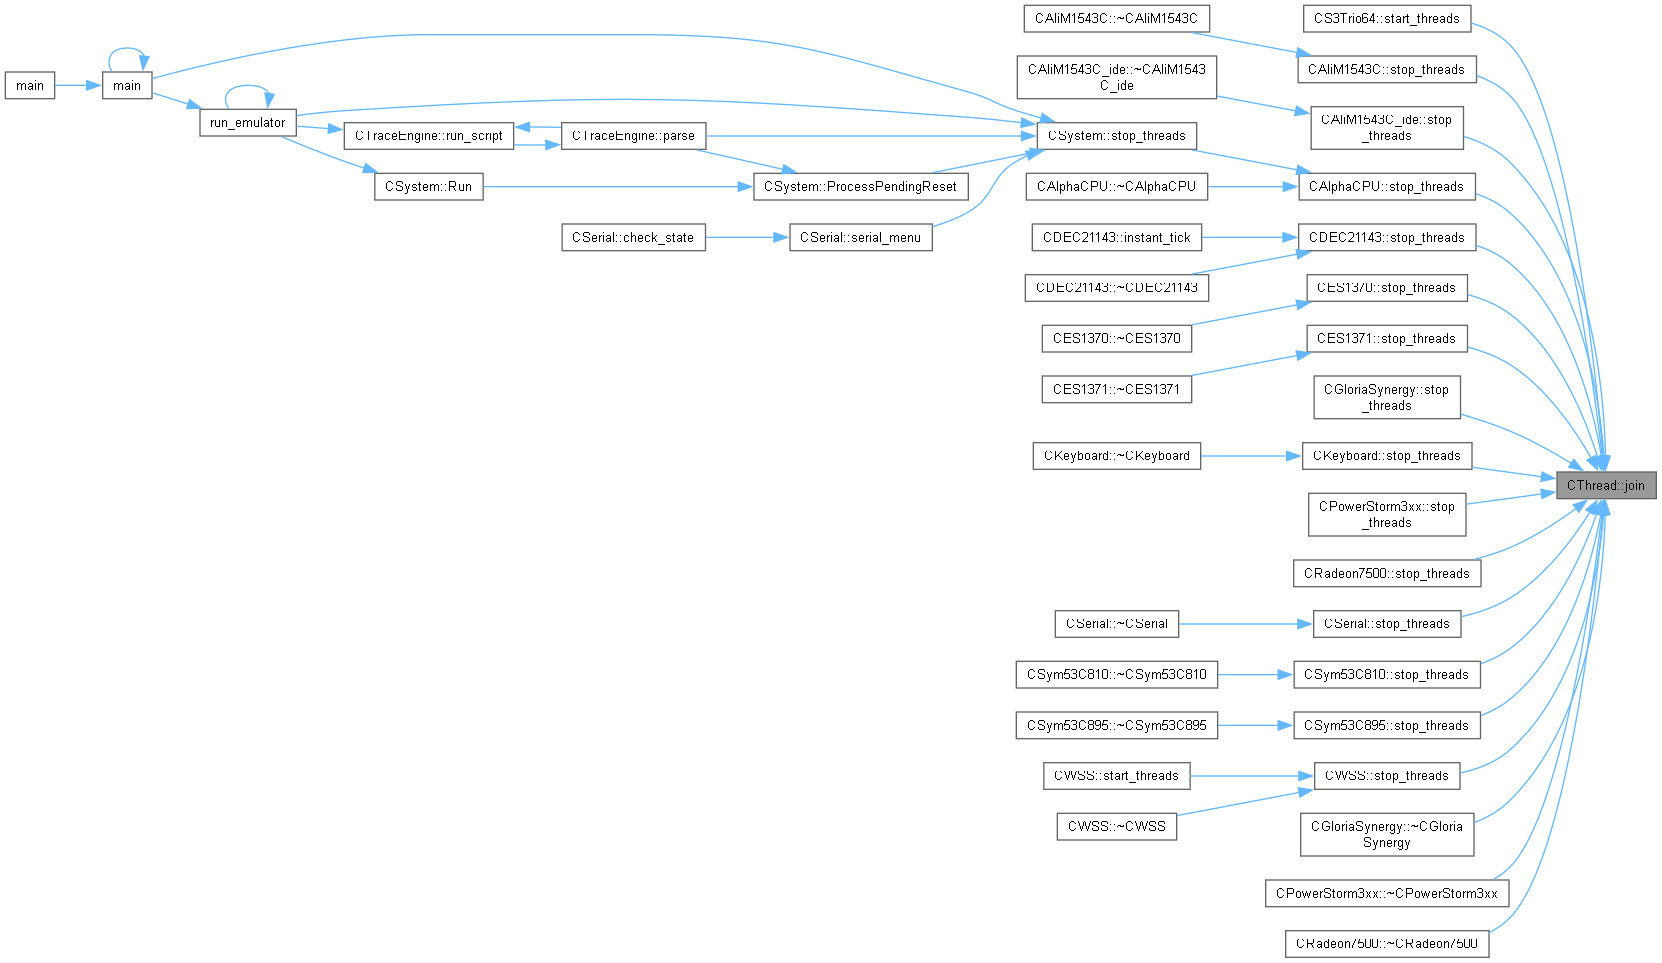 main
main
run_emulator
CTraceEngine::run_script
CSystem::Run
CTraceEngine::parse
CSystem::ProcessPendingReset
CSerial::check_state
CSerial::serial_menu
CAliM1543C::~CAliM1543C
CAliM1543C_ide::~CAliM1543
C_ide
CSystem::stop_threads
CAlphaCPU::~CAlphaCPU
CDEC21143::instant_tick
CDEC21143::~CDEC21143
CES1370::~CES1370
CES1371::~CES1371
CKeyboard::~CKeyboard
CSerial::~CSerial
CSym53C810::~CSym53C810
CSym53C895::~CSym53C895
CWSS::start_threads
CWSS::~CWSS
CS3Trio64::start_threads
CAliM1543C::stop_threads
CAliM1543C_ide::stop
_threads
CAlphaCPU::stop_threads
CDEC21143::stop_threads
CES1370::stop_threads
CES1371::stop_threads
CGloriaSynergy::stop
_threads
CKeyboard::stop_threads
CPowerStorm3xx::stop
_threads
CRadeon7500::stop_threads
CSerial::stop_threads
CSym53C810::stop_threads
CSym53C895::stop_threads
CWSS::stop_threads
CGloriaSynergy::~CGloria
Synergy
CPowerStorm3xx::~CPowerStorm3xx
CRadeon7500::~CRadeon7500
CThread::join